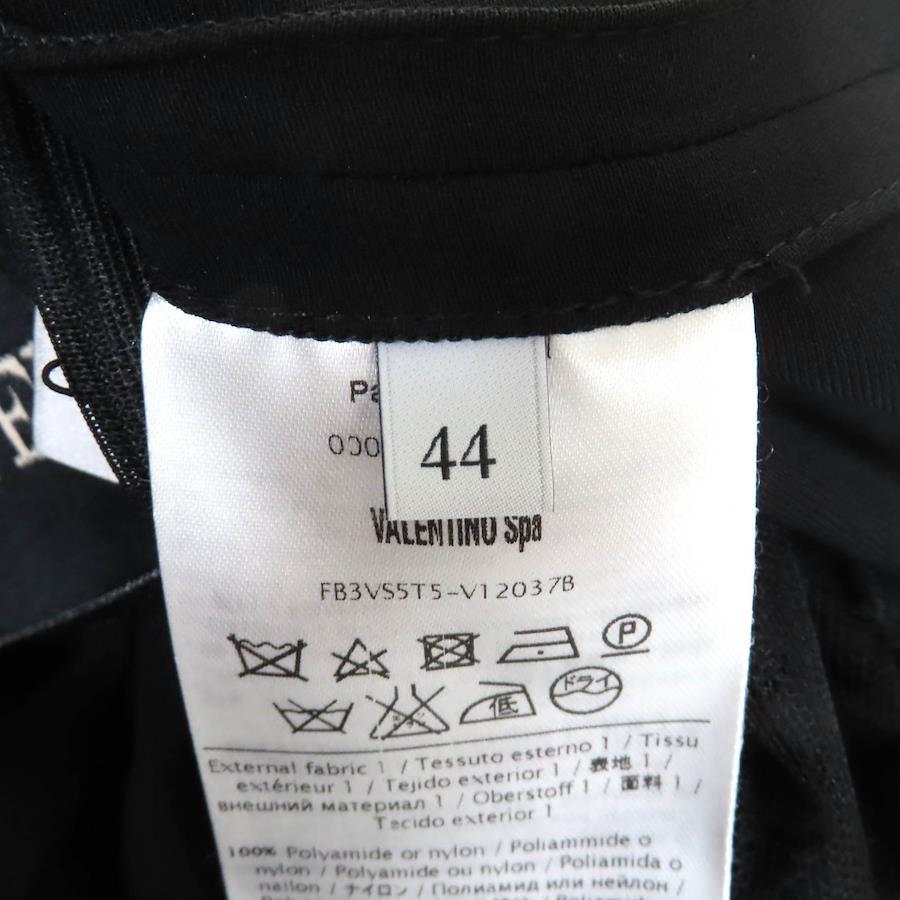 44
VALENTINO Spa
FB3VS5T5-V12037B
P
低 ドライ
External fabric 1 / Tessuto esterno 1 / Tissu
extérieur 1 / Tejido exterior 1 / 表地 1 /
внешний материал 1 / Oberstoff 1 / 面料 1 /
Tecido exterior 1
100% Polyamide or nylon / Poliammide o
nylon / Polyamide ou nylon / Poliamida o
nailon / ナイロン / Полиамид или нейлон /